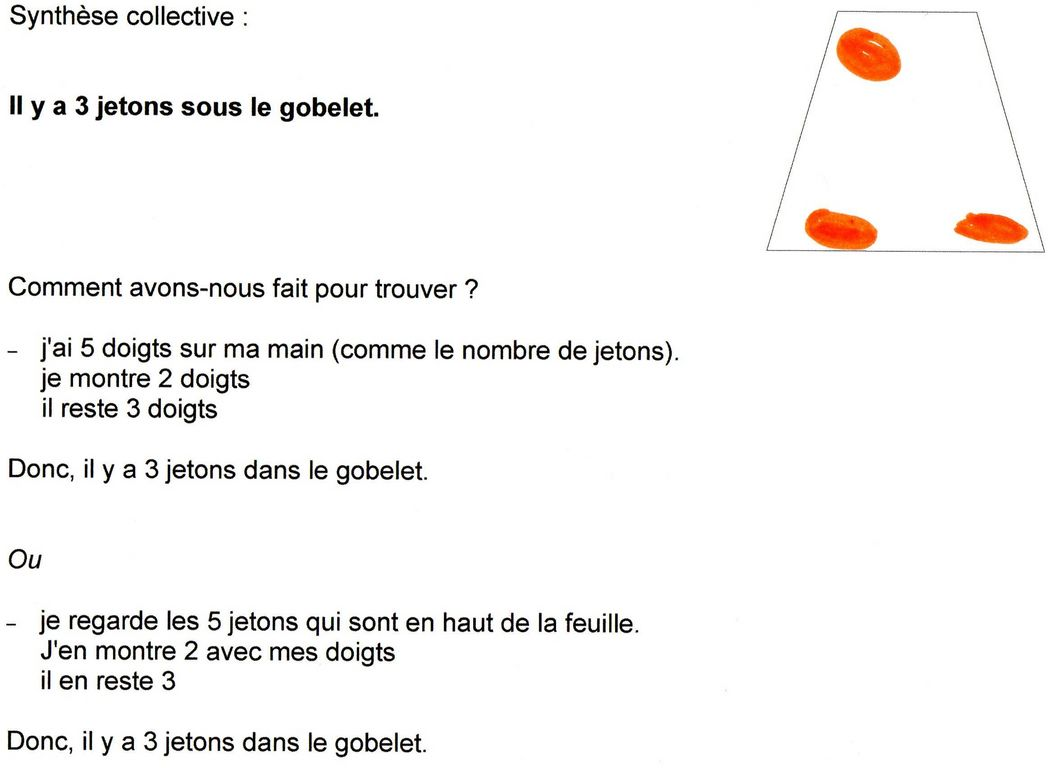 Synthèse collective :
Il y a 3 jetons sous le gobelet.
Comment avons-nous fait pour trouver ?
– j'ai 5 doigts sur ma main (comme le nombre de jetons).
je montre 2 doigts
il reste 3 doigts
Donc, il y a 3 jetons dans le gobelet.
Ou
– je regarde les 5 jetons qui sont en haut de la feuille.
J'en montre 2 avec mes doigts
il en reste 3
Donc, il y a 3 jetons dans le gobelet.